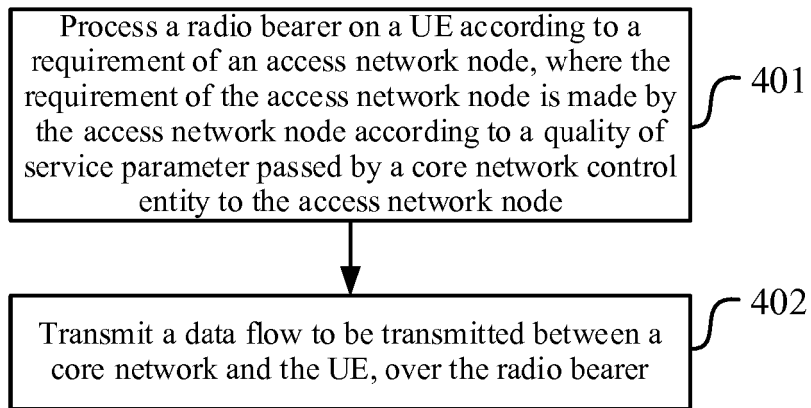 Process a radio bearer on a UE according to a
requirement of an access network node, where the
requirement of the access network node is made by
the access network node according to a quality of
service parameter passed by a core network control
entity to the access network node
401
Transmit a data flow to be transmitted between a
core network and the UE, over the radio bearer
402